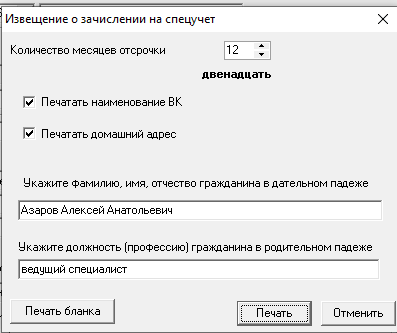 Извещение о зачислении на спецучет
Количество месяцев отсрочки 12
двенадцать
Печатать наименование ВК
Печатать домашний адрес
Укажите фамилию, имя, отчество гражданина в дательном падеже
Азаров Алексей Анатольевич
Укажите должность (профессию) гражданина в родительном падеже
ведущий специалист
Печать бланка Печать Отменить